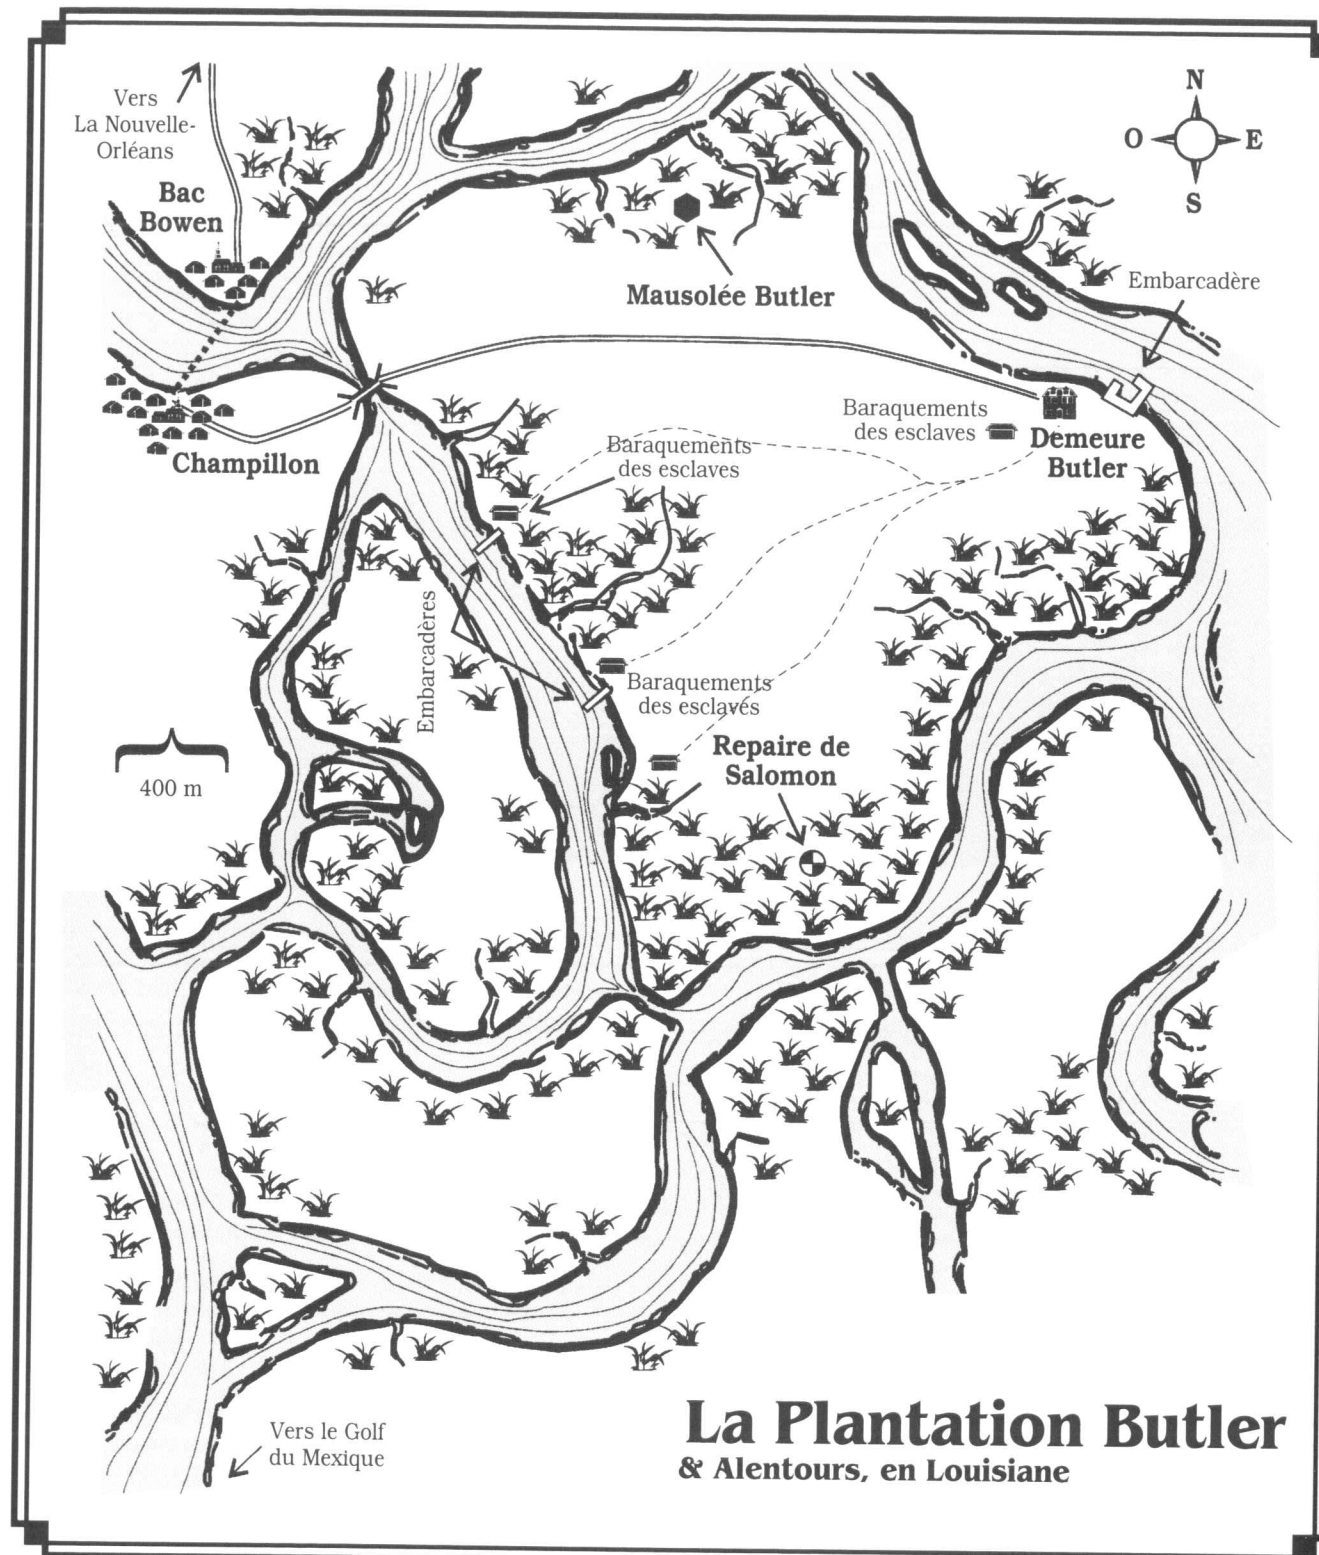 Vers
La Nouvelle-
Orléans
Bac
Bowen
N
O
E
S
Embarcadère
Mausolée Butler
Baraquements
des esclaves
Demeure
Butler
Baraquements
des esclaves
Champillon
Embarcadères
Baraquements
des esclavés
Repaire de
Salomon
400 m
Vers le Golf
du Mexique
La Plantation Butler
& Alentours, en Louisiane